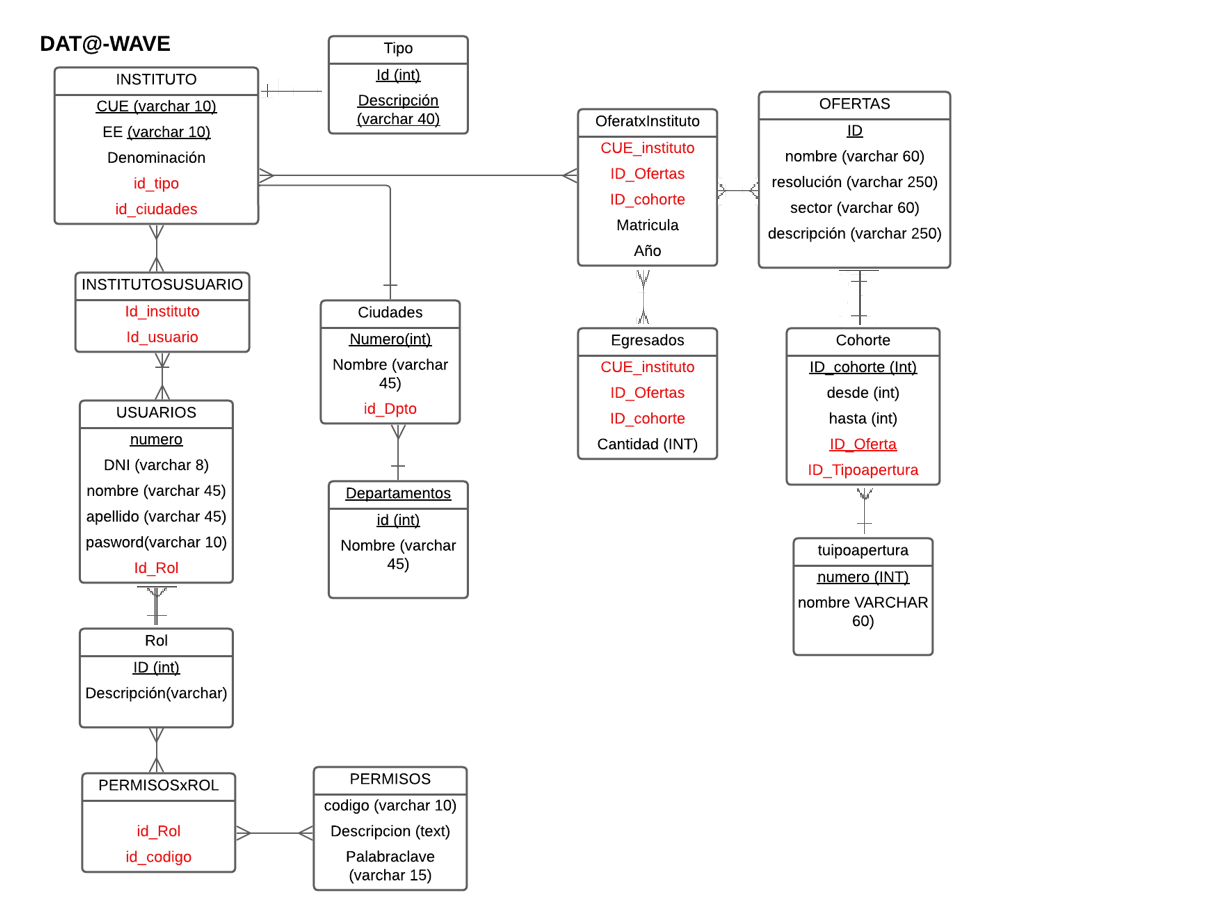 DAT@-WAVE
INSTITUTO
CUE (varchar 10)
EE (varchar 10)
Denominación
id_tipo
id_ciudades
Tipo
Id (int)
Descripción
(varchar 40)
OferatxInstituto
CUE_instituto
ID_Ofertas
ID_cohorte
Matricula
Año
OFERTAS
ID
nombre (varchar 60)
resolución (varchar 250)
sector (varchar 60)
descripción (varchar 250)
INSTITUTOSUSUARIO
Id_instituto
Id_usuario
Ciudades
Numero(int)
Nombre (varchar
45)
id_Dpto
Egresados
CUE_instituto
ID_Ofertas
ID_cohorte
Cantidad (INT)
Cohorte
ID_cohorte (Int)
desde (int)
hasta (int)
ID_Oferta
ID_Tipoapertura
USUARIOS
numero
DNI (varchar 8)
nombre (varchar 45)
apellido (varchar 45)
pasword(varchar 10)
Id_Rol
Departamentos
id (int)
Nombre (varchar
45)
tuipoapertura
numero (INT)
nombre VARCHAR
60)
Rol
ID (int)
Descripción(varchar)
PERMISOSxROL
id_Rol
id_codigo
PERMISOS
codigo (varchar 10)
Descripcion (text)
Palabraclave
(varchar 15)